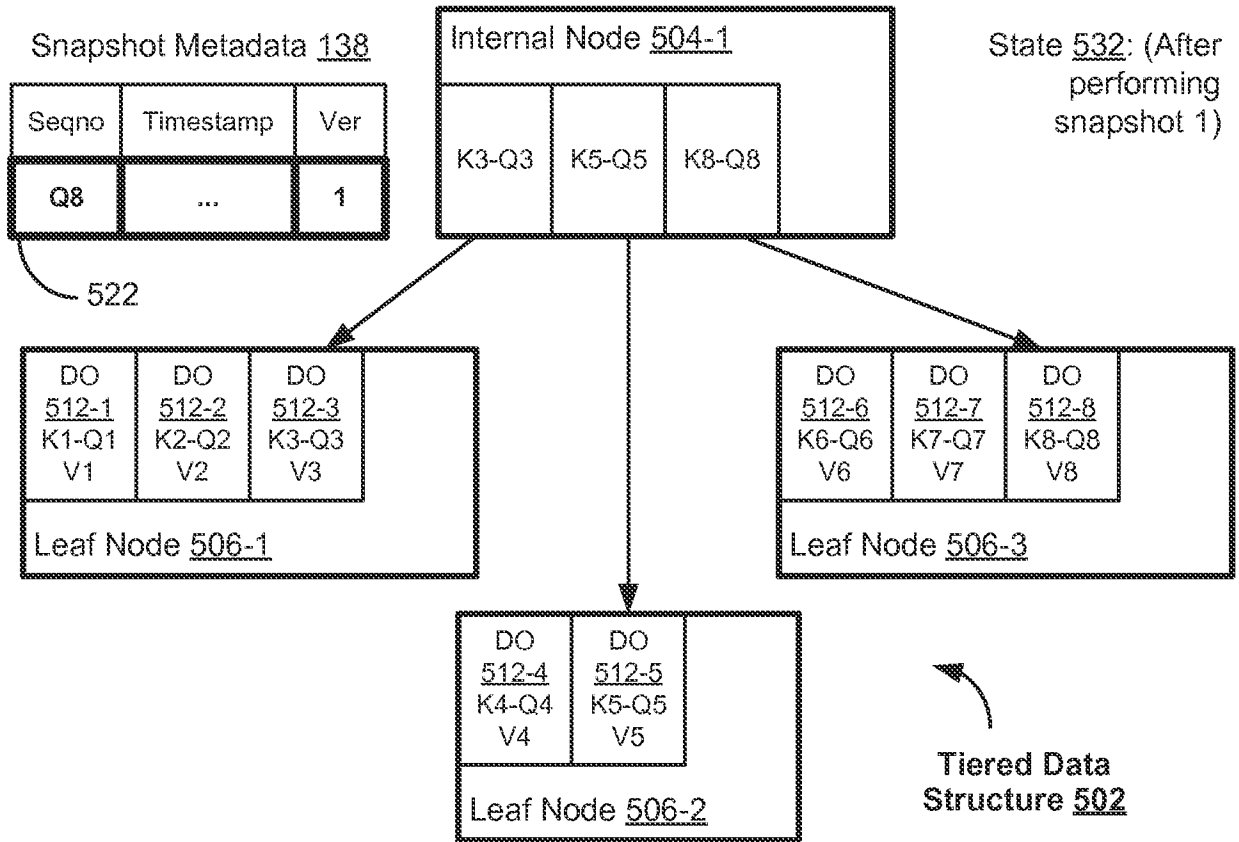 Snapshot Metadata 138
Seqno Timestamp Ver
Q8 ... 1
522
Internal Node 504-1
K3-Q3 K5-Q5 K8-Q8
State 532: (After
performing
snapshot 1)
DO DO DO
512-1 512-2 512-3
K1-Q1 K2-Q2 K3-Q3
V1 V2 V3
Leaf Node 506-1
DO DO DO
512-6 512-7 512-8
K6-Q6 K7-Q7 K8-Q8
V6 V7 V8
Leaf Node 506-3
DO DO
512-4 512-5
K4-Q4 K5-Q5
V4 V5
Leaf Node 506-2
Tiered Data
Structure 502